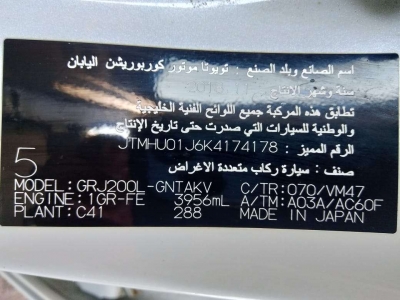 اسم الصانع وبلد الصنع : تويوتا موتور كوربوريشن اليابان
سنة وشهر الإنتاج
تطابق هذه المركبة جميع اللوائح الفنية الخليجية
والوطنية للسيارات التي صدرت حتى تاريخ الإنتاج
الرقم المميز : JTMHU01J6K4174178
صنف : سيارة ركاب متعددة الاغراض
5
MODEL: GRJ200L-GNTAKV C/TR: 070/VM47
ENGINE: 1GR-FE 3956mL A/TM: A03A/AC60F
PLANT: C41 288 MADE IN JAPAN